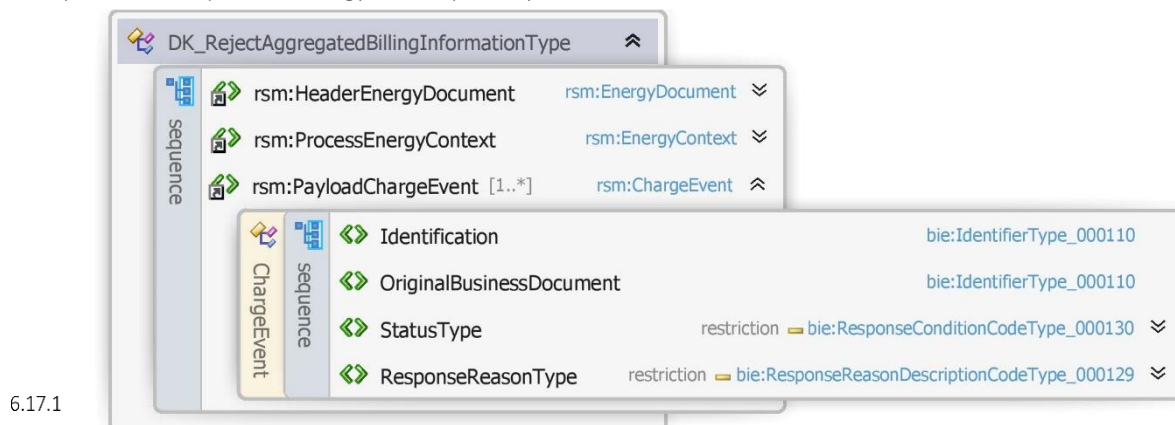 DK_RejectAggregatedBillingInformationType
sequence
rsm:HeaderEnergyDocument rsm:EnergyDocument
rsm:ProcessEnergyContext rsm:EnergyContext
rsm:PayloadChargeEvent [1..*] rsm:ChargeEvent
ChargeEvent
sequence
Identification bie:IdentifierType_000110
OriginalBusinessDocument bie:IdentifierType_000110
StatusType restriction bie:ResponseConditionCodeType_000130
ResponseReasonType restriction bie:ResponseReasonDescriptionCodeType_000129
6.17.1